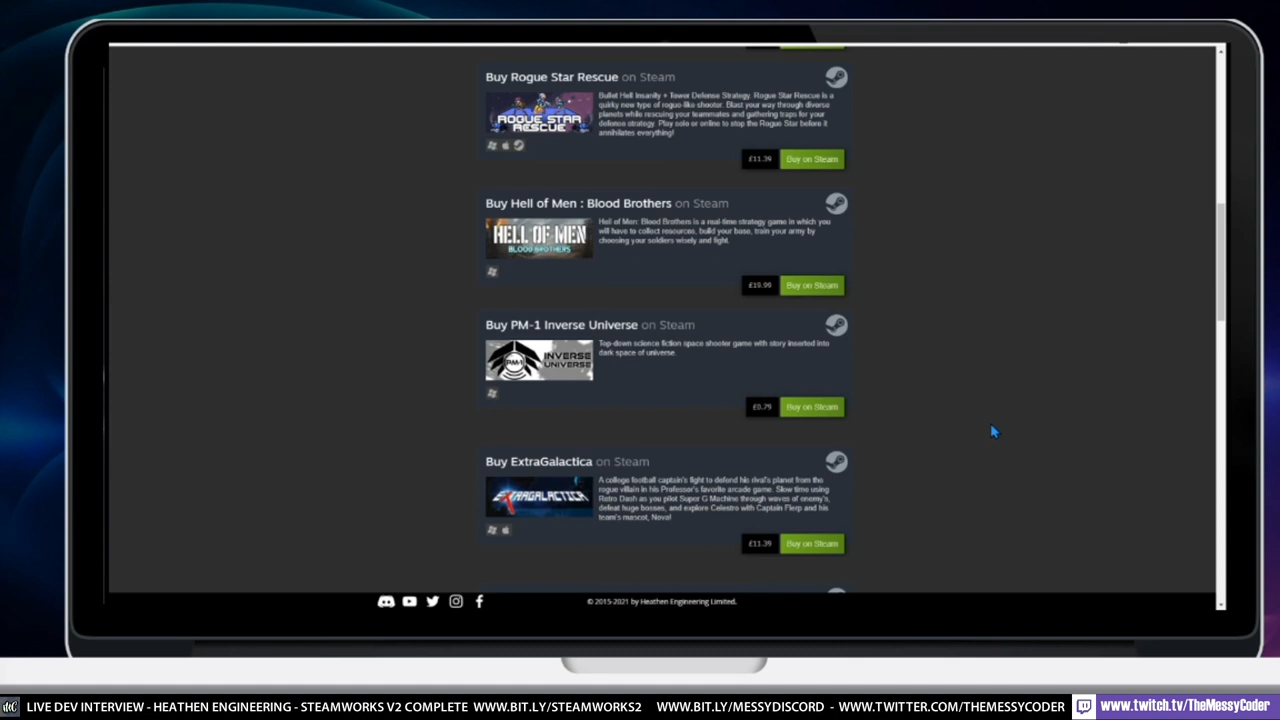 Buy Rogue Star Rescue on Steam
ROGUE STAR
RESCUE
Bullet Hell Insanity + Tower Defense Strategy. Rogue Star Rescue is a
quirky new type of rogue-like shooter. Blast your way through diverse
planets while rescuing your teammates and gathering traps for your
defense strategy. Play solo or online to stop the Rogue Star before it
annihilates everything!
£11.39 Buy on Steam
Buy Hell of Men : Blood Brothers on Steam
HELL OF MEN
BLOOD BROTHERS
Hell of Men: Blood Brothers is a real-time strategy game in which you
will have to collect resources, build your base, train your army by
choosing your soldiers wisely and fight.
£19.99 Buy on Steam
Buy PM-1 Inverse Universe on Steam
PM-1
INVERSE
UNIVERSE
Top-down science fiction space shooter game with story inserted into
dark space of universe.
£0.79 Buy on Steam
Buy ExtraGalactica on Steam
EXTRAGALACTICA
A college football captain's fight to defend his rival's planet from the
rogue villain in his Professor's favorite arcade game. Slow time using
Retro Dash as you pilot Super G Machine through waves of enemy's,
defeat huge bosses, and explore Celestro with Captain Flerp and his
team's mascot, Nova!
£11.39 Buy on Steam
© 2015-2021 by Heathen Engineering Limited.
LIVE DEV INTERVIEW - HEATHEN ENGINEERING - STEAMWORKS V2 COMPLETE WWW.BIT.LY/STEAMWORKS2 WWW.BIT.LY/MESSYDISCORD - WWW.TWITTER.COM/THEMESSYCODER www.twitch.tv/TheMessyCoder